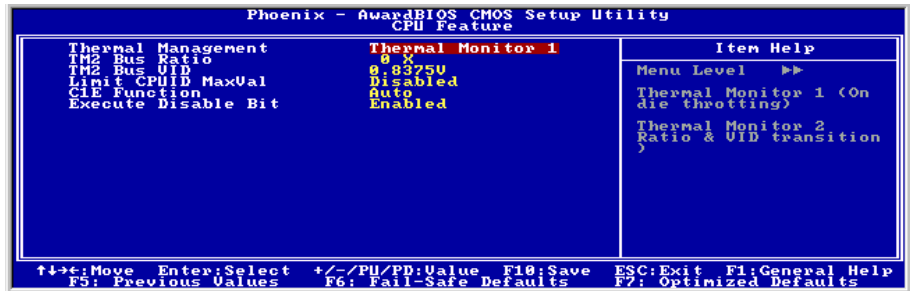 Phoenix - AwardBIOS CMOS Setup Utility
CPU Feature
Thermal Management Thermal Monitor 1
TM2 Bus Ratio 0 X
TM2 Bus VID 0.8375V
Limit CPUID MaxVal Disabled
C1E Function Auto
Execute Disable Bit Enabled
Item Help
Menu Level ▶▶
Thermal Monitor 1 (On
die throtting)
Thermal Monitor 2
Ratio & VID transition
)
↑↓→←:Move Enter:Select +/-/PU/PD:Value F10:Save ESC:Exit F1:General Help
F5: Previous Values F6: Fail-Safe Defaults F7: Optimized Defaults